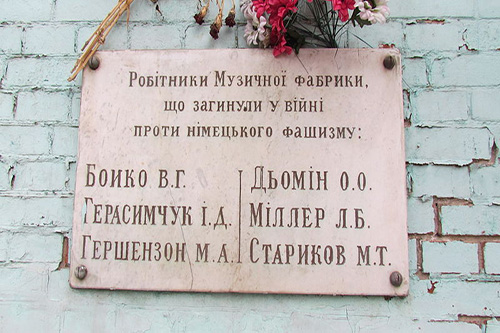 Робітники Музичної фабрики,
що загинули у війні
проти німецького фашизму:
Бойко В.Г.
Герасимчук І.Д.
Гершензон М.А.
Дьомін О.О.
Міллер Л.Б.
Стариков М.Т.